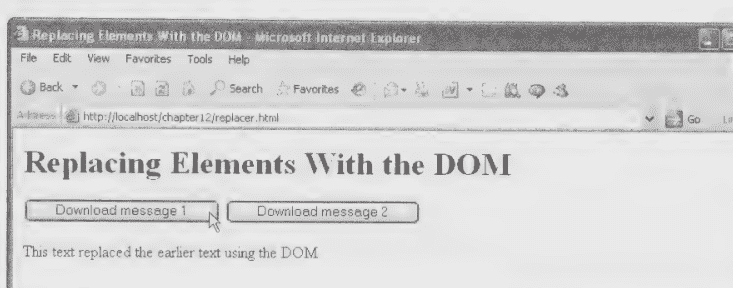 Replacing Elements With the DOM - Microsoft Internet Explorer
File Edit View Favorites Tools Help
Back Search Favorites
Address http://localhost/chapter12/replacer.html Go
Replacing Elements With the DOM
Download message 1 Download message 2
This text replaced the earlier text using the DOM